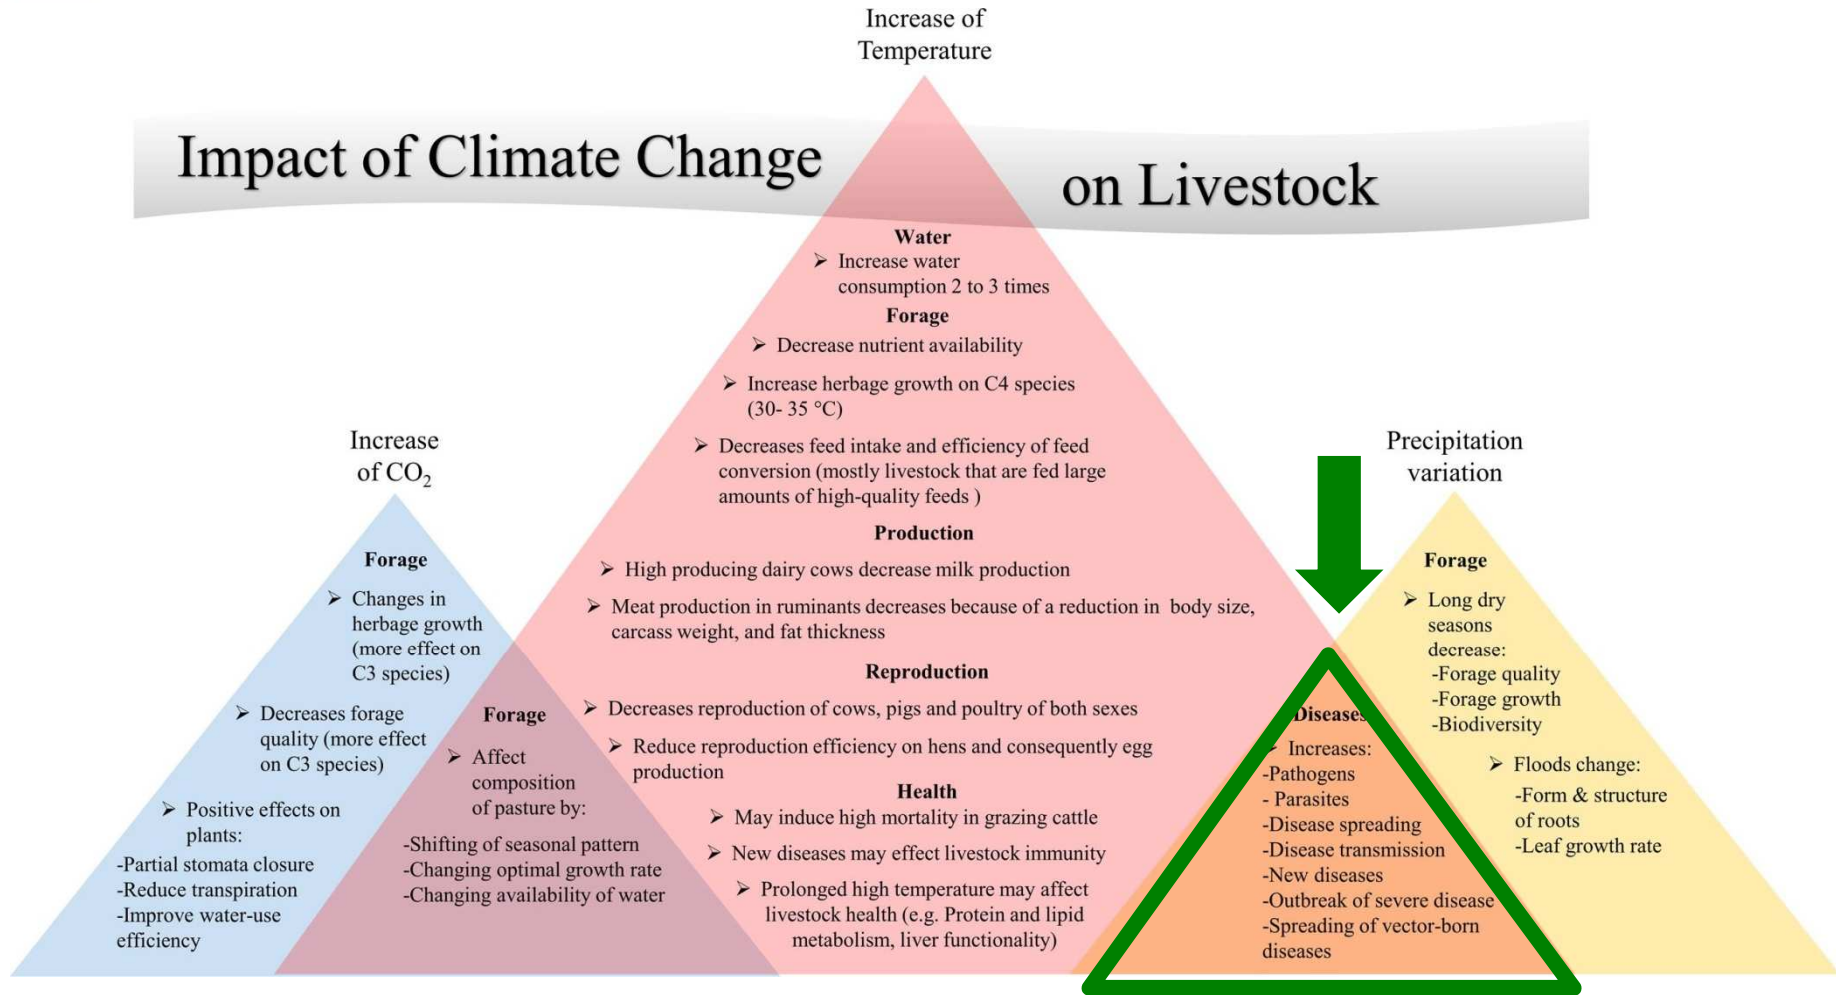 Increase of
Temperature
Impact of Climate Change
on Livestock
Water
➢ Increase water
consumption 2 to 3 times
Forage
➢ Decrease nutrient availability
➢ Increase herbage growth on C4 species
(30- 35 °C)
➢ Decreases feed intake and efficiency of feed
conversion (mostly livestock that are fed large
amounts of high-quality feeds )
Production
➢ High producing dairy cows decrease milk production
➢ Meat production in ruminants decreases because of a reduction in body size,
carcass weight, and fat thickness
Reproduction
➢ Decreases reproduction of cows, pigs and poultry of both sexes
➢ Reduce reproduction efficiency on hens and consequently egg
production
Health
➢ May induce high mortality in grazing cattle
➢ New diseases may effect livestock immunity
➢ Prolonged high temperature may affect
livestock health (e.g. Protein and lipid
metabolism, liver functionality)
Increase
of CO₂
Forage
➢ Changes in
herbage growth
(more effect on
C3 species)
➢ Decreases forage
quality (more effect
on C3 species)
➢ Positive effects on
plants:
-Partial stomata closure
-Reduce transpiration
-Improve water-use
efficiency
Forage
➢ Affect
composition
of pasture by:
-Shifting of seasonal pattern
-Changing optimal growth rate
-Changing availability of water
Precipitation
variation
Forage
➢ Long dry
seasons
decrease:
-Forage quality
-Forage growth
-Biodiversity
➢ Floods change:
-Form & structure
of roots
-Leaf growth rate
Diseases
➢ Increases:
-Pathogens
- Parasites
-Disease spreading
-Disease transmission
-New diseases
-Outbreak of severe disease
-Spreading of vector-born
diseases